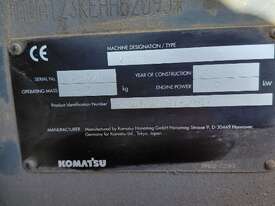 CE
MACHINE DESIGNATION / TYPE
SERIAL No.
YEAR OF CONSTRUCTION
OPERATING MASS kg
ENGINE POWER kW
Product Identification Number
MANUFACTURER
Manufactured by Komatsu Hanomag GmbH Hanomag Strasse 9, D 30449 Hannover,
Germany for Komatsu Ltd., Tokyo, Japan.
KOMATSU